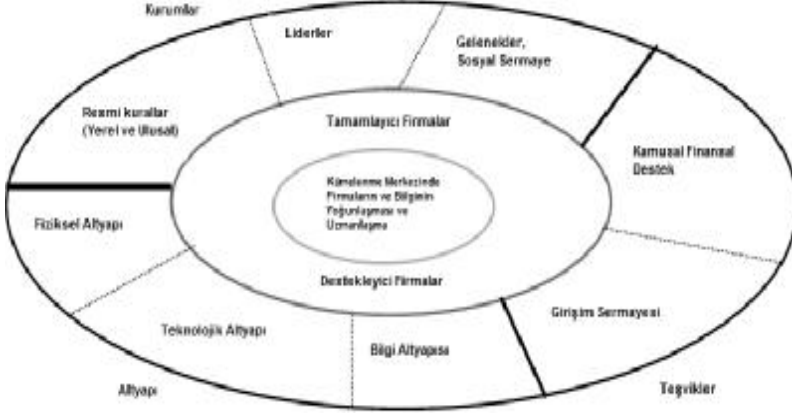 Kurumlar
Liderler
Gelenekler,
Sosyal Sermaye
Resmi kurallar
(Yerel ve Ulusal)
Tamamlayıcı Firmalar
Kamusal Finansal
Destek
Kümelenme Merkezinde
Firmaların ve Bilginin
Yoğunlaşması ve
Uzmanlaşma
Fiziksel Altyapı
Destekleyici Firmalar
Girişim Sermayesi
Teknolojik Altyapı
Bilgi Altyapısı
Altyapı
Teşvikler